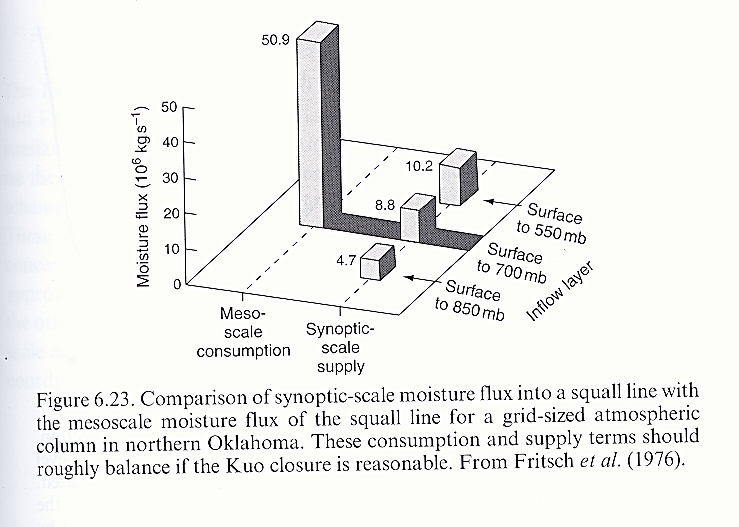 50.9
50
40
30
20
10
0
Moisture flux (10⁶ kg s⁻¹)
10.2
8.8
4.7
Surface
to 550 mb
Surface
to 700 mb
Surface
to 850 mb
Inflow layer
Meso-
scale
consumption
Synoptic-
scale
supply
Figure 6.23. Comparison of synoptic-scale moisture flux into a squall line with
the mesoscale moisture flux of the squall line for a grid-sized atmospheric
column in northern Oklahoma. These consumption and supply terms should
roughly balance if the Kuo closure is reasonable. From Fritsch et al. (1976).